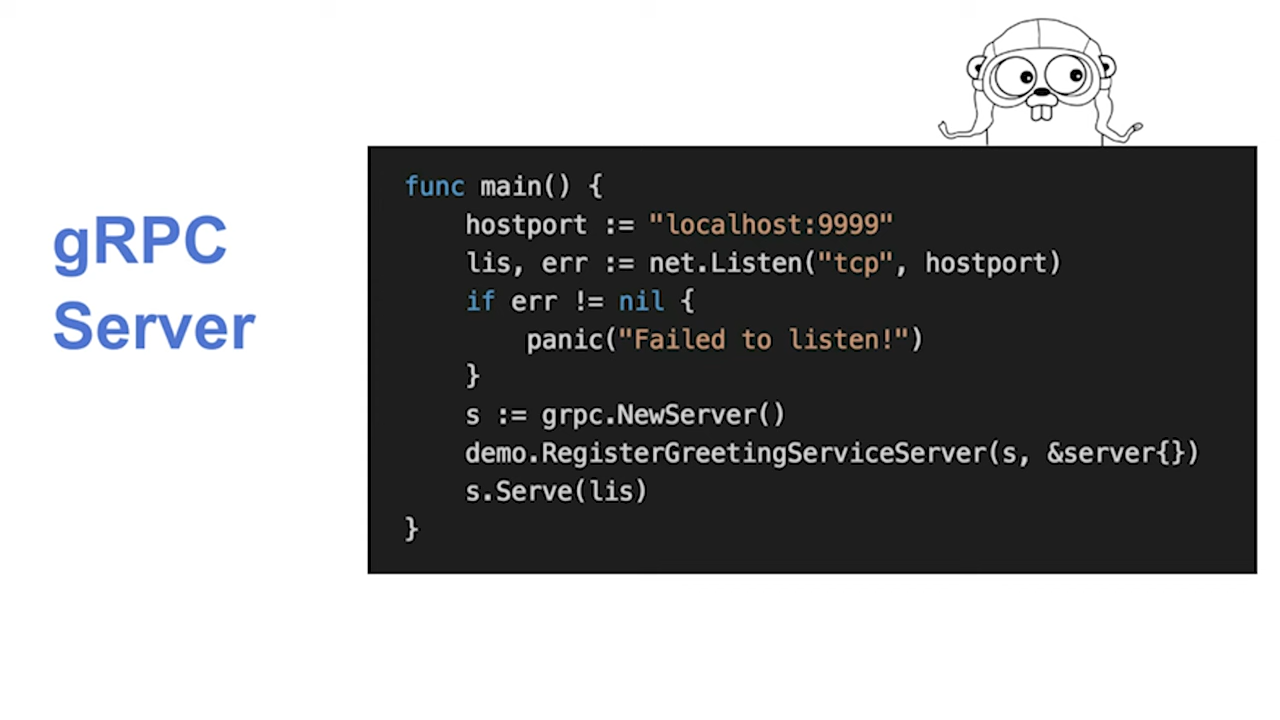 gRPC
Server
func main() {
    hostport := "localhost:9999"
    lis, err := net.Listen("tcp", hostport)
    if err != nil {
        panic("Failed to listen!")
    }
    s := grpc.NewServer()
    demo.RegisterGreetingServiceServer(s, &server{})
    s.Serve(lis)
}